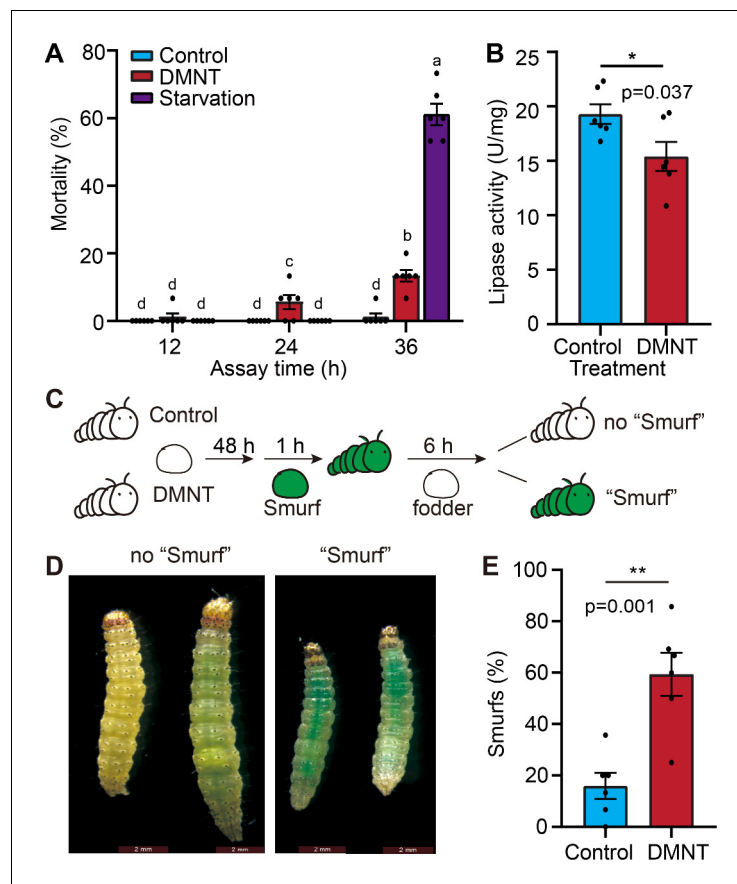 A
Control
DMNT
Starvation
Mortality (%)
80
60
40
20
0
d
d
d
d
c
d
d
b
a
12
24
36
Assay time (h)
B
*
p=0.037
Lipase activity (U/mg)
25
20
15
10
5
0
Control DMNT
Treatment
C
Control
DMNT
48 h
1 h
Smurf
6 h
fodder
no “Smurf”
“Smurf”
D
no “Smurf”
“Smurf”
2 mm
2 mm
2 mm
2 mm
E
**
p=0.001
Smurfs (%)
100
80
60
40
20
0
Control DMNT